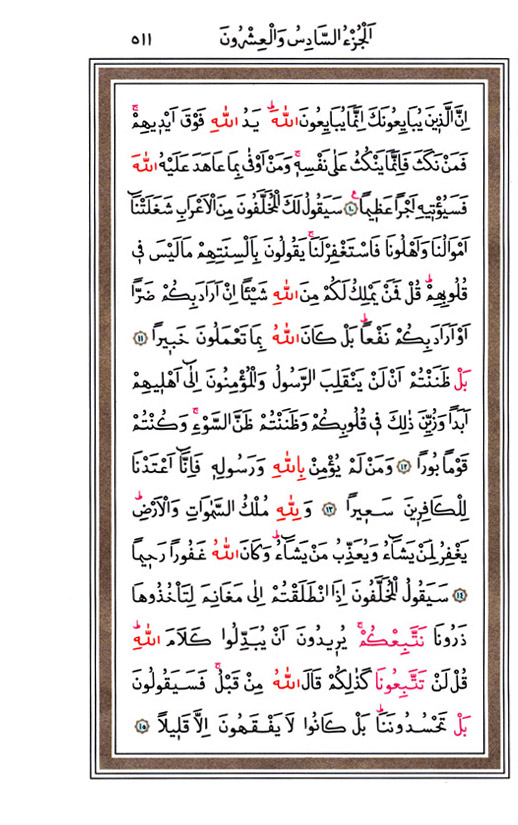 اَلْجُزْءُ السَّادِسُ وَالْعِشْرُونَ ٥١١
اِنَّ الَّذ۪ينَ يُبَايِعُونَكَ اِنَّمَا يُبَايِعُونَ اللّٰهَۜ يَدُ اللّٰهِ فَوْقَ اَيْد۪يهِمْۚ
فَمَنْ نَكَثَ فَاِنَّمَا يَنْكُثُ عَلٰى نَفْسِه۪ۚ وَمَنْ اَوْفٰى بِمَا عَاهَدَ عَلَيْهُ اللّٰهَ
فَسَيُؤْت۪يهِ اَجْرًا عَظ۪يمًا۟ ﴿١٠﴾ سَيَقُولُ لَكَ الْمُخَلَّفُونَ مِنَ الْاَعْرَابِ شَغَلَتْنَٓا
اَمْوَالُنَا وَاَهْلُونَا فَاسْتَغْفِرْ لَنَاۚ يَقُولُونَ بِاَلْسِنَتِهِمْ مَا لَيْسَ ف۪ي
قُلُوبِهِمْۜ قُلْ فَمَنْ يَمْلِكُ لَكُمْ مِنَ اللّٰهِ شَيْـًٔا اِنْ اَرَادَ بِكُمْ ضَرًّا
اَوْ اَرَادَ بِكُمْ نَفْعًاۜ بَلْ كَانَ اللّٰهُ بِمَا تَعْمَلُونَ خَب۪يرًا ﴿١١﴾
بَلْ ظَنَنْتُمْ اَنْ لَنْ يَنْقَلِبَ الرَّسُولُ وَالْمُؤْمِنُونَ اِلٰٓى اَهْل۪يهِمْ
اَبَدًا وَزُيِّنَ ذٰلِكَ ف۪ي قُلُوبِكُمْ وَظَنَنْتُمْ ظَنَّ السَّوْءِۚ وَكُنْتُمْ
قَوْمًا بُورًا ﴿١٢﴾ وَمَنْ لَمْ يُؤْمِنْ بِاللّٰهِ وَرَسُولِه۪ فَاِنَّٓا اَعْتَدْنَا
لِلْكَافِر۪ينَ سَع۪يرًا ﴿١٣﴾ وَلِلّٰهِ مُلْكُ السَّمٰوَاتِ وَالْاَرْضِۜ
يَغْفِرُ لِمَنْ يَشَٓاءُ وَيُعَذِّبُ مَنْ يَشَٓاءُۜ وَكَانَ اللّٰهُ غَفُورًا رَح۪يمًا
﴿١٤﴾ سَيَقُولُ الْمُخَلَّفُونَ اِذَا انْطَلَقْتُمْ اِلٰى مَغَانِمَ لِتَأْخُذُوهَا
ذَرُونَا نَتَّبِعْكُمْۚ يُر۪يدُونَ اَنْ يُبَدِّلُوا كَلَامَ اللّٰهِۜ
قُلْ لَنْ تَتَّبِعُونَا كَذٰلِكُمْ قَالَ اللّٰهُ مِنْ قَبْلُۚ فَسَيَقُولُونَ
بَلْ تَحْسُدُونَنَاۜ بَلْ كَانُوا لَا يَفْقَهُونَ اِلَّا قَل۪يلًا ﴿١٥﴾